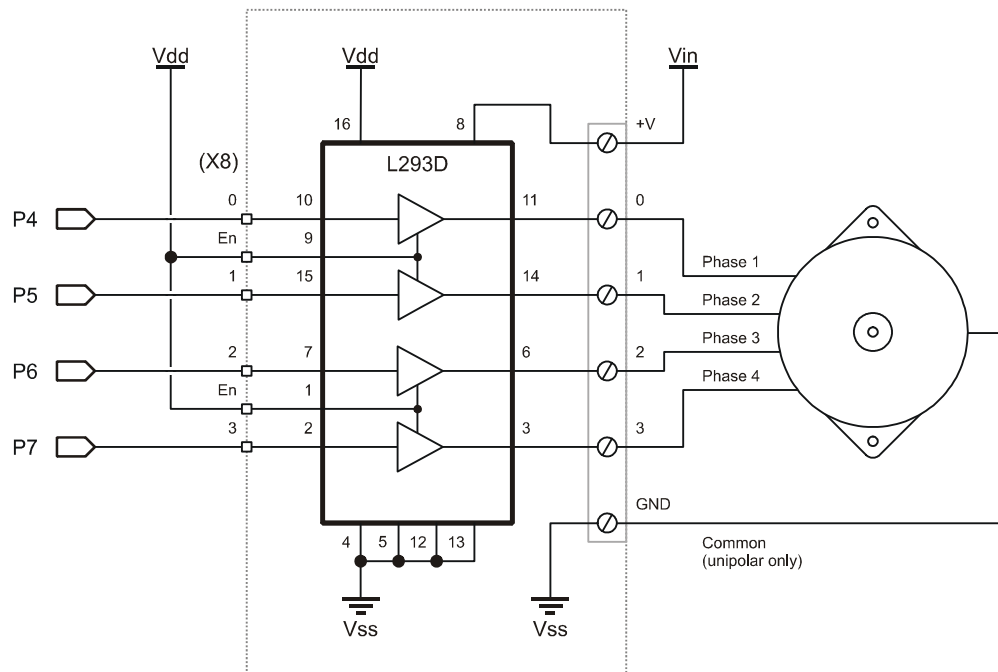 Vdd
Vdd
Vin
16
8
+V
(X8)
L293D
P4
0
10
11
0
En
9
Phase 1
P5
1
15
14
1
Phase 2
Phase 3
P6
2
7
6
2
Phase 4
En
1
P7
3
2
3
3
GND
4
5
12
13
Common
(unipolar only)
Vss
Vss